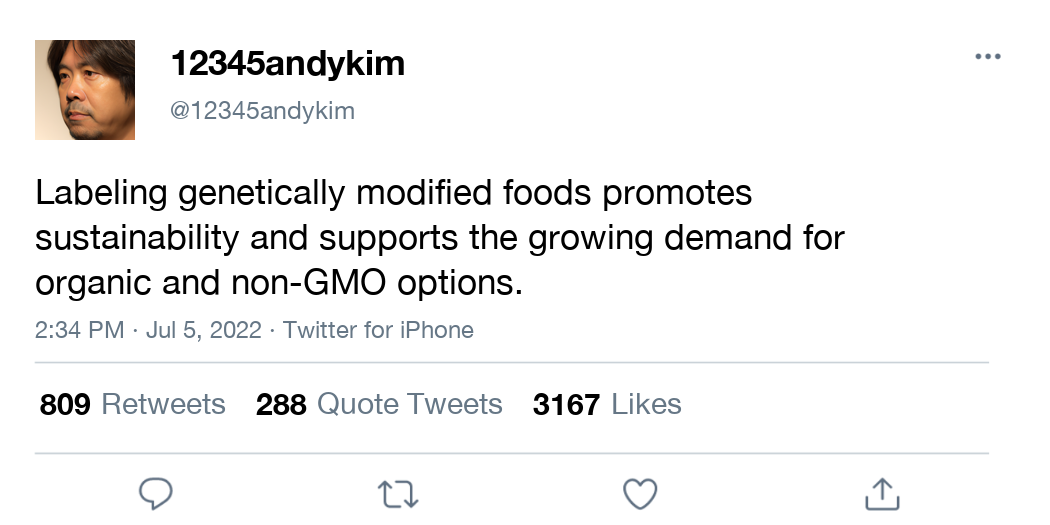 12345andykim
@12345andykim
Labeling genetically modified foods promotes
sustainability and supports the growing demand for
organic and non-GMO options.
2:34 PM · Jul 5, 2022 · Twitter for iPhone
809 Retweets 288 Quote Tweets 3167 Likes